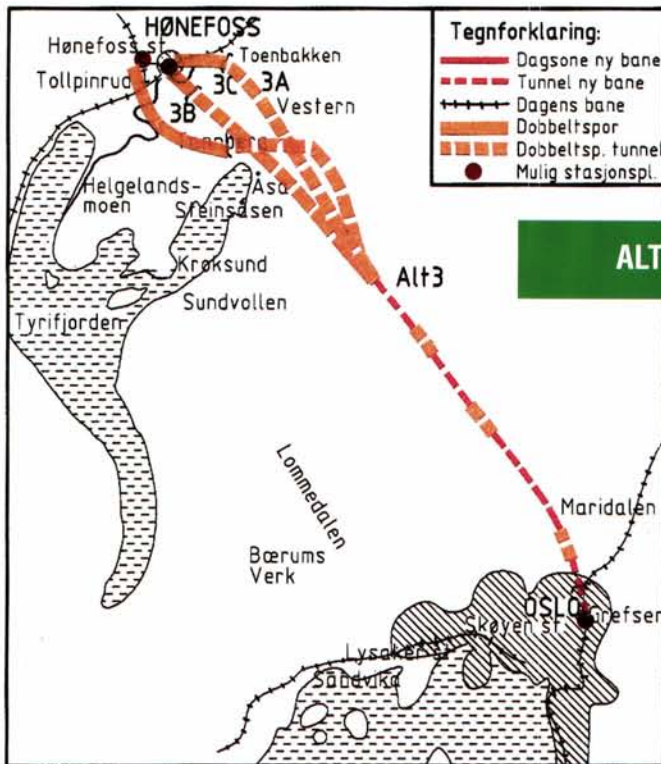 HØNEFOSS
Hønefoss st.
Toenbakken
Tollpinrud
3C
3A
Vestern
3B
Helgelands-
moen
Åsa
Steinsåsen
Kroksund
Sundvollen
Tyrifjorden
Alt3
Lommedalen
Bærums
Verk
Maridalen
OSLO
Grefsen
Skøyen st.
Lysaker st
Sandvika
Tegnforklaring:
Dagsone ny bane
Tunnel ny bane
Dagens bane
Dobbeltspor
Dobbeltsp. tunnel
Mulig stasjonspl.
ALT